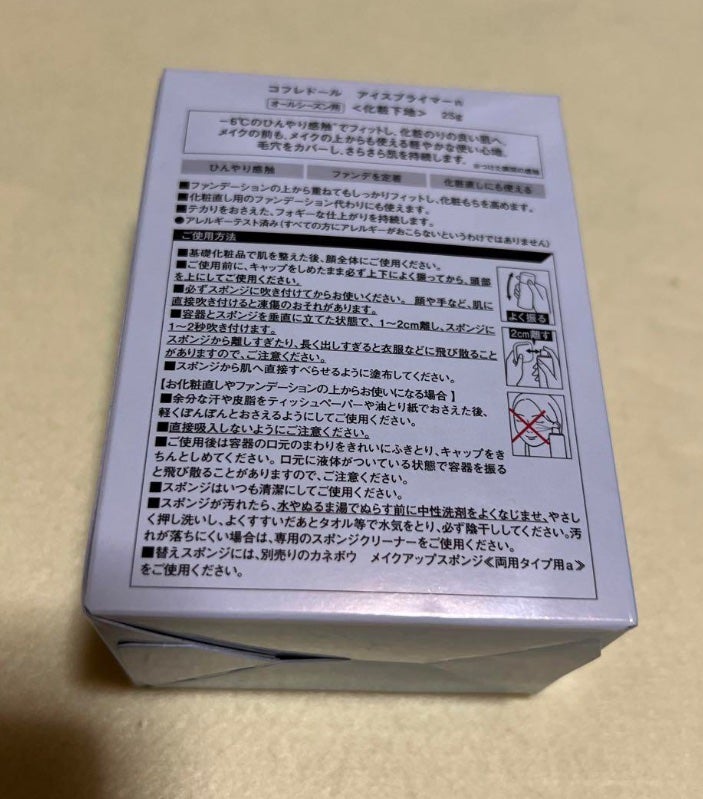 コフレドール　アイスプライマーn
オールシーズン用　＜化粧下地＞　25g
－5℃のひんやり感触*でフィットし、化粧のりの良い肌へ。
メイクの前も、メイクの上からも使える軽やかな使い心地。
毛穴をカバーし、さらさら肌を持続します。　※つけた瞬間の感触
ひんやり感触　ファンデを定着　化粧直しにも使える
■ファンデーションの上から重ねてもしっかりフィットし、化粧もちを高めます。
■化粧直し用のファンデーション代わりにも使えます。
■テカりをおさえた、フォギーな仕上がりを持続します。
●アレルギーテスト済み(すべての方にアレルギーがおこらないというわけではありません)
ご使用方法
■基礎化粧品で肌を整えた後、顔全体にご使用ください。
■ご使用前に、キャップをしめたまま必ず上下によく振ってから、頭部
を上にしてご使用ください。
■必ずスポンジに吹き付けてからお使いください。顔や手など、肌に
直接吹き付けると凍傷のおそれがあります。
■容器とスポンジを垂直に立てた状態で、1〜2cm離し、スポンジに
1〜2秒吹き付けます。
スポンジから離しすぎたり、長く出しすぎると衣服などに飛び散ること
がありますので、ご注意ください。
■スポンジから肌へ直接すべらせるように塗布してください。
よく振る
2cm離す
【お化粧直しやファンデーションの上からお使いになる場合】
■余分な汗や皮脂をティッシュペーパーや油とり紙でおさえた後、
軽くぽんぽんとおさえるようにしてご使用ください。
■直接吸入しないようにご注意ください。
■ご使用後は容器の口元のまわりをきれいにふきとり、キャップをき
ちんとしめてください。口元に液体がついている状態で容器を振る
と飛び散ることがありますので、ご注意ください。
■スポンジはいつも清潔にしてご使用ください。
■スポンジが汚れたら、水やぬるま湯でぬらす前に中性洗剤をよくなじませ、やさし
く押し洗いし、よくすすいだあとタオル等で水気をとり、必ず陰干ししてください。汚
れが落ちにくい場合は、専用のスポンジクリーナーをご使用ください。
■替えスポンジには、別売りのカネボウ　メイクアップスポンジ≪両用タイプ用a≫
をご使用ください。